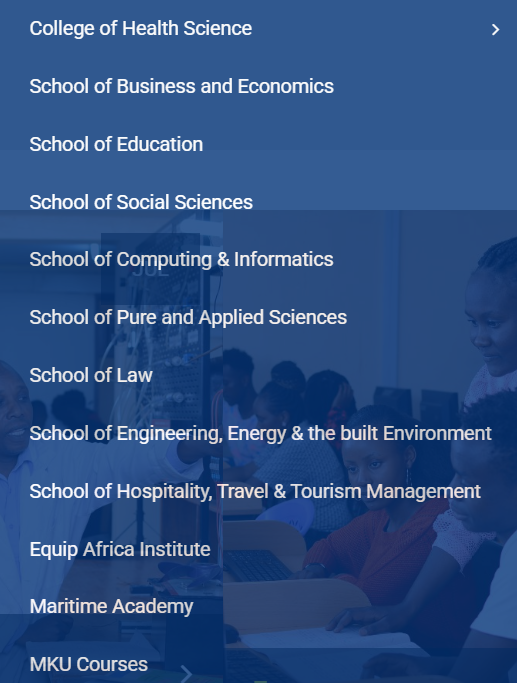 College of Health Science
School of Business and Economics
School of Education
School of Social Sciences
School of Computing & Informatics
School of Pure and Applied Sciences
School of Law
School of Engineering, Energy & the built Environment
School of Hospitality, Travel & Tourism Management
Equip Africa Institute
Maritime Academy
MKU Courses